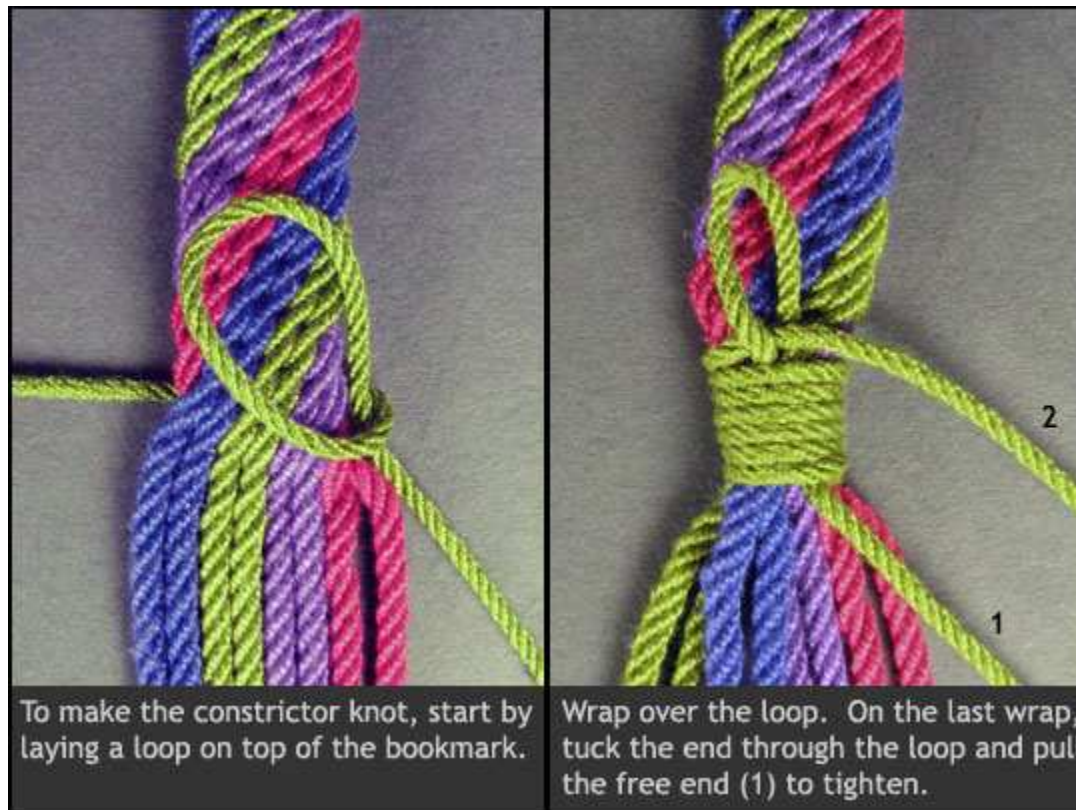 2
1
To make the constrictor knot, start by
laying a loop on top of the bookmark.
Wrap over the loop.  On the last wrap,
tuck the end through the loop and pull
the free end (1) to tighten.